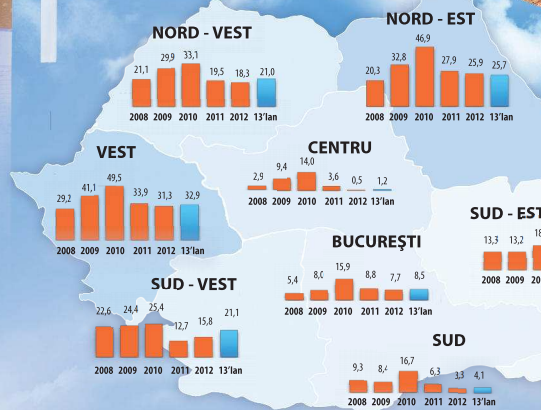 NORD - VEST
33,1
29,9
21,1
19,5
18,3
21,0
2008 2009 2010 2011 2012 13'Ian
NORD - EST
46,9
32,8
20,3
27,9
25,9
25,7
2008 2009 2010 2011 2012 13'Ian
VEST
49,5
41,1
29,2
33,9
31,3
32,9
2008 2009 2010 2011 2012 13'Ian
CENTRU
14,0
9,4
2,9
3,6
0,5
1,2
2008 2009 2010 2011 2012 13'Ian
SUD - EST
13,3
13,2
18
2008 2009 20
BUCUREŞTI
15,9
5,4
8,0
8,8
7,7
8,5
2008 2009 2010 2011 2012 13'Ian
SUD - VEST
22,6
24,4
25,4
12,7
15,8
21,1
2008 2009 2010 2011 2012 13'Ian
SUD
16,7
9,3
8,4
6,3
3,3
4,1
2008 2009 2010 2011 2012 13'Ian